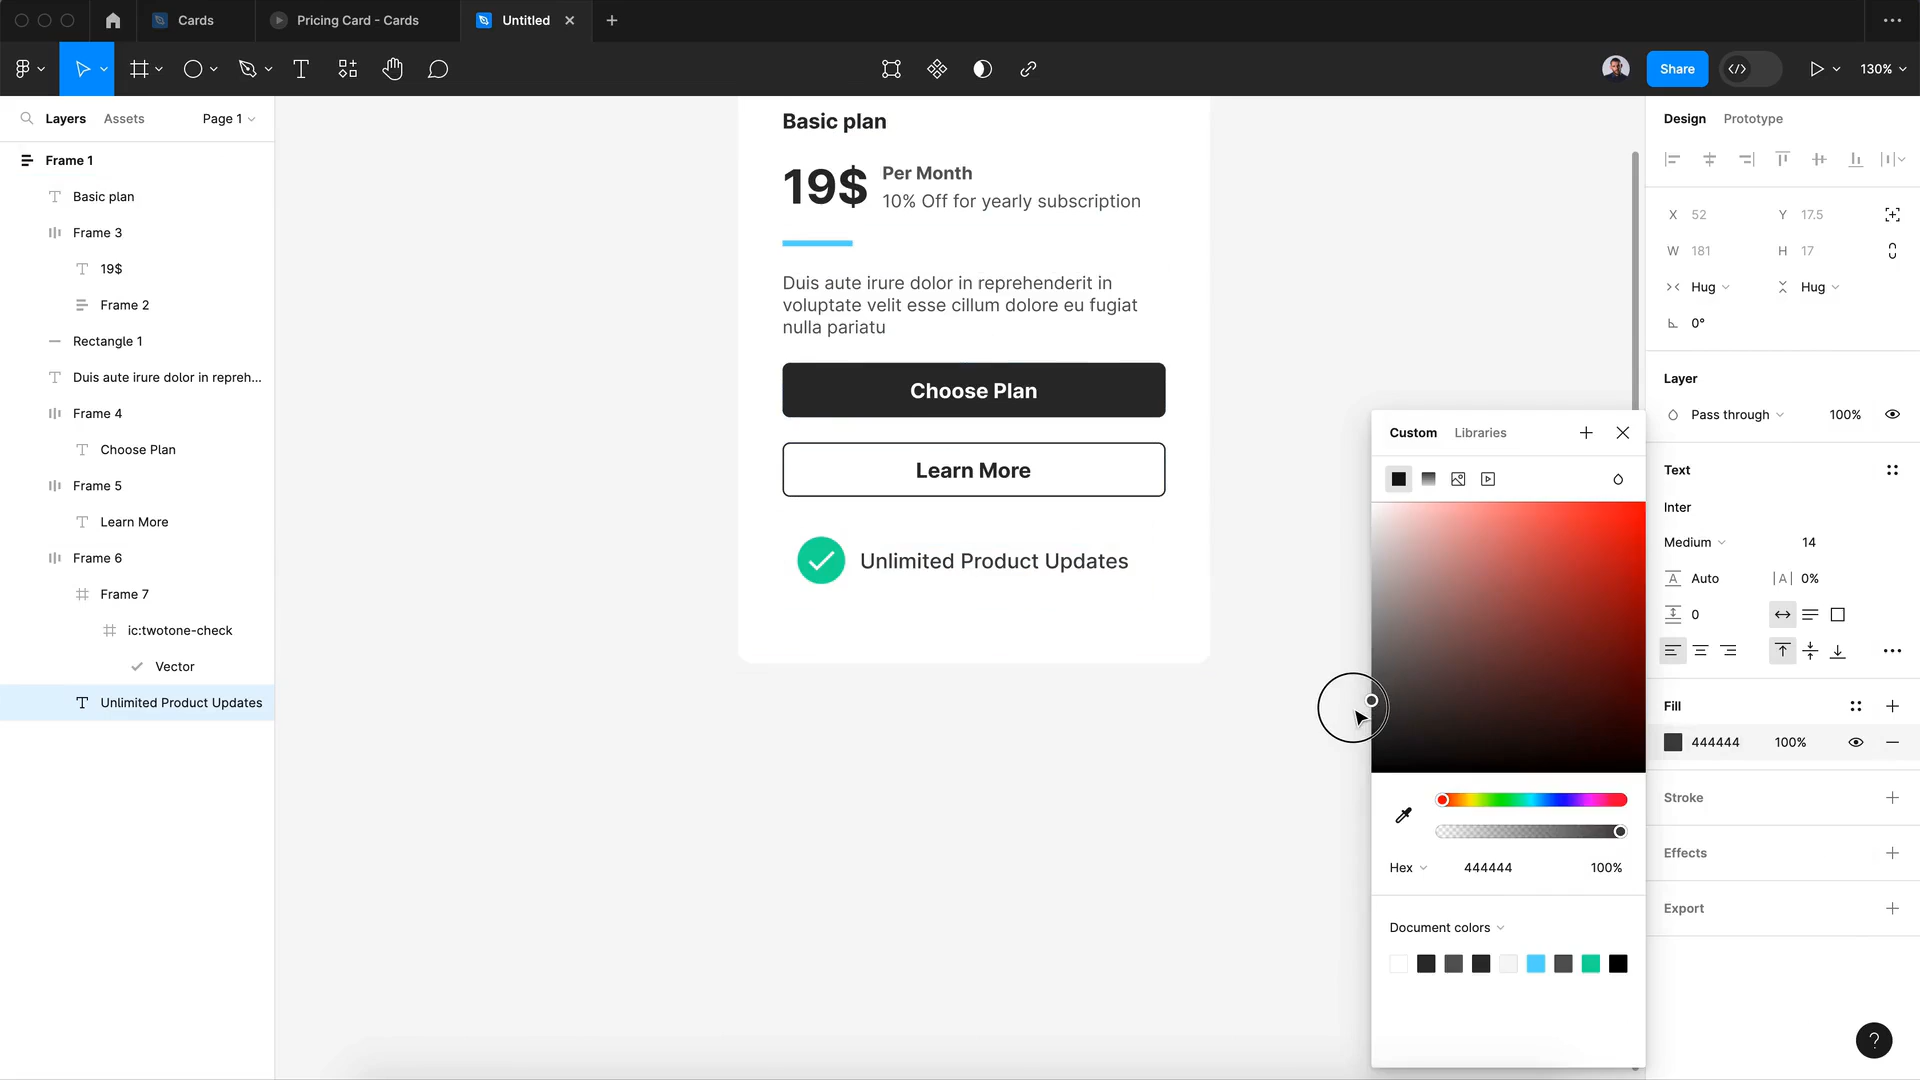 Cards
Pricing Card - Cards
Untitled
Share
130%
Layers
Assets
Page 1
Frame 1
Basic plan
Frame 3
19$
Frame 2
Rectangle 1
Duis aute irure dolor in repreh...
Frame 4
Choose Plan
Frame 5
Learn More
Frame 6
Frame 7
ic:twotone-check
Vector
Unlimited Product Updates
Basic plan
19$
Per Month
10% Off for yearly subscription
Duis aute irure dolor in reprehenderit in
voluptate velit esse cillum dolore eu fugiat
nulla pariatu
Choose Plan
Learn More
Unlimited Product Updates
Custom
Libraries
Hex
444444
100%
Document colors
Design
Prototype
X 52
Y 17.5
W 181
H 17
Hug
Hug
0°
Layer
Pass through
100%
Text
Inter
Medium
14
A Auto
|A| 0%
0
Fill
444444
100%
Stroke
Effects
Export
?